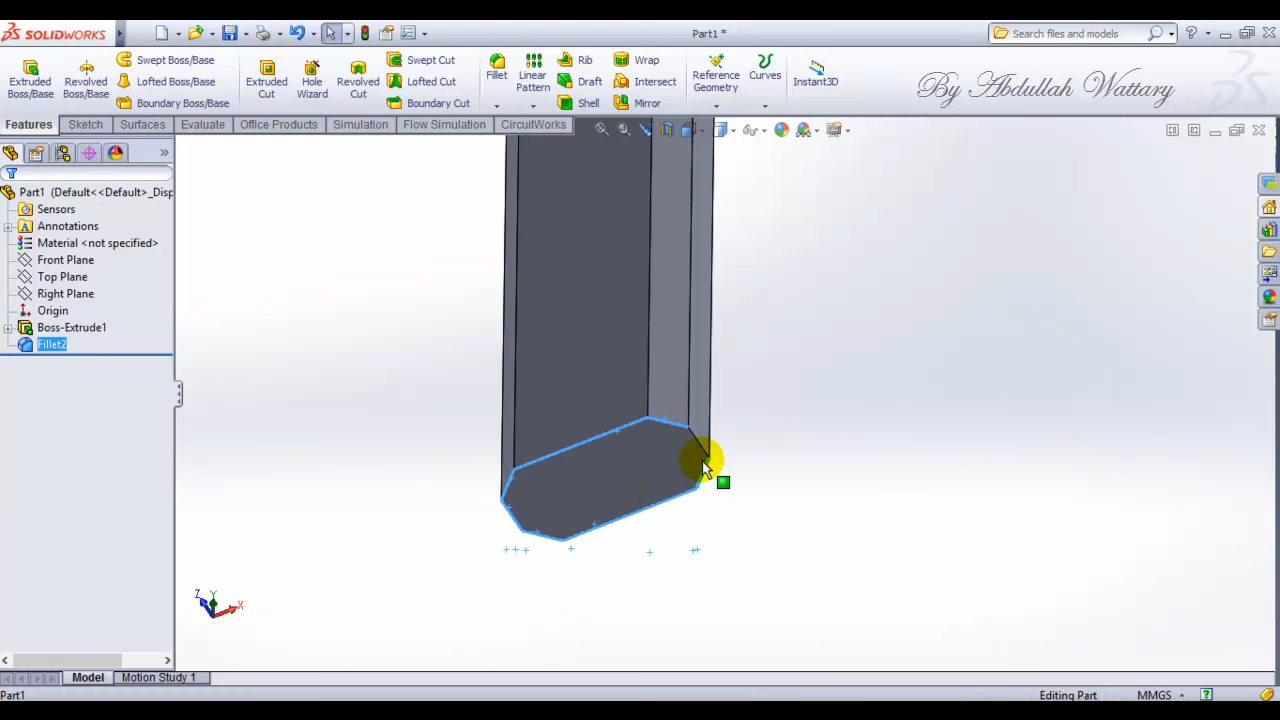 SOLIDWORKS
Part1 *
Search files and models
Extruded Boss/Base
Revolved Boss/Base
Swept Boss/Base
Lofted Boss/Base
Boundary Boss/Base
Extruded Cut
Hole Wizard
Revolved Cut
Swept Cut
Lofted Cut
Boundary Cut
Fillet
Linear Pattern
Rib
Draft
Shell
Wrap
Intersect
Mirror
Reference Geometry
Curves
Instant3D
By Abdullah Wattary
Features
Sketch
Surfaces
Evaluate
Office Products
Simulation
Flow Simulation
CircuitWorks
Part1 (Default<<Default>_Disp
Sensors
Annotations
Material <not specified>
Front Plane
Top Plane
Right Plane
Origin
Boss-Extrude1
Fillet2
Z
Y
X
Model
Motion Study 1
Part1
Editing Part
MMGS